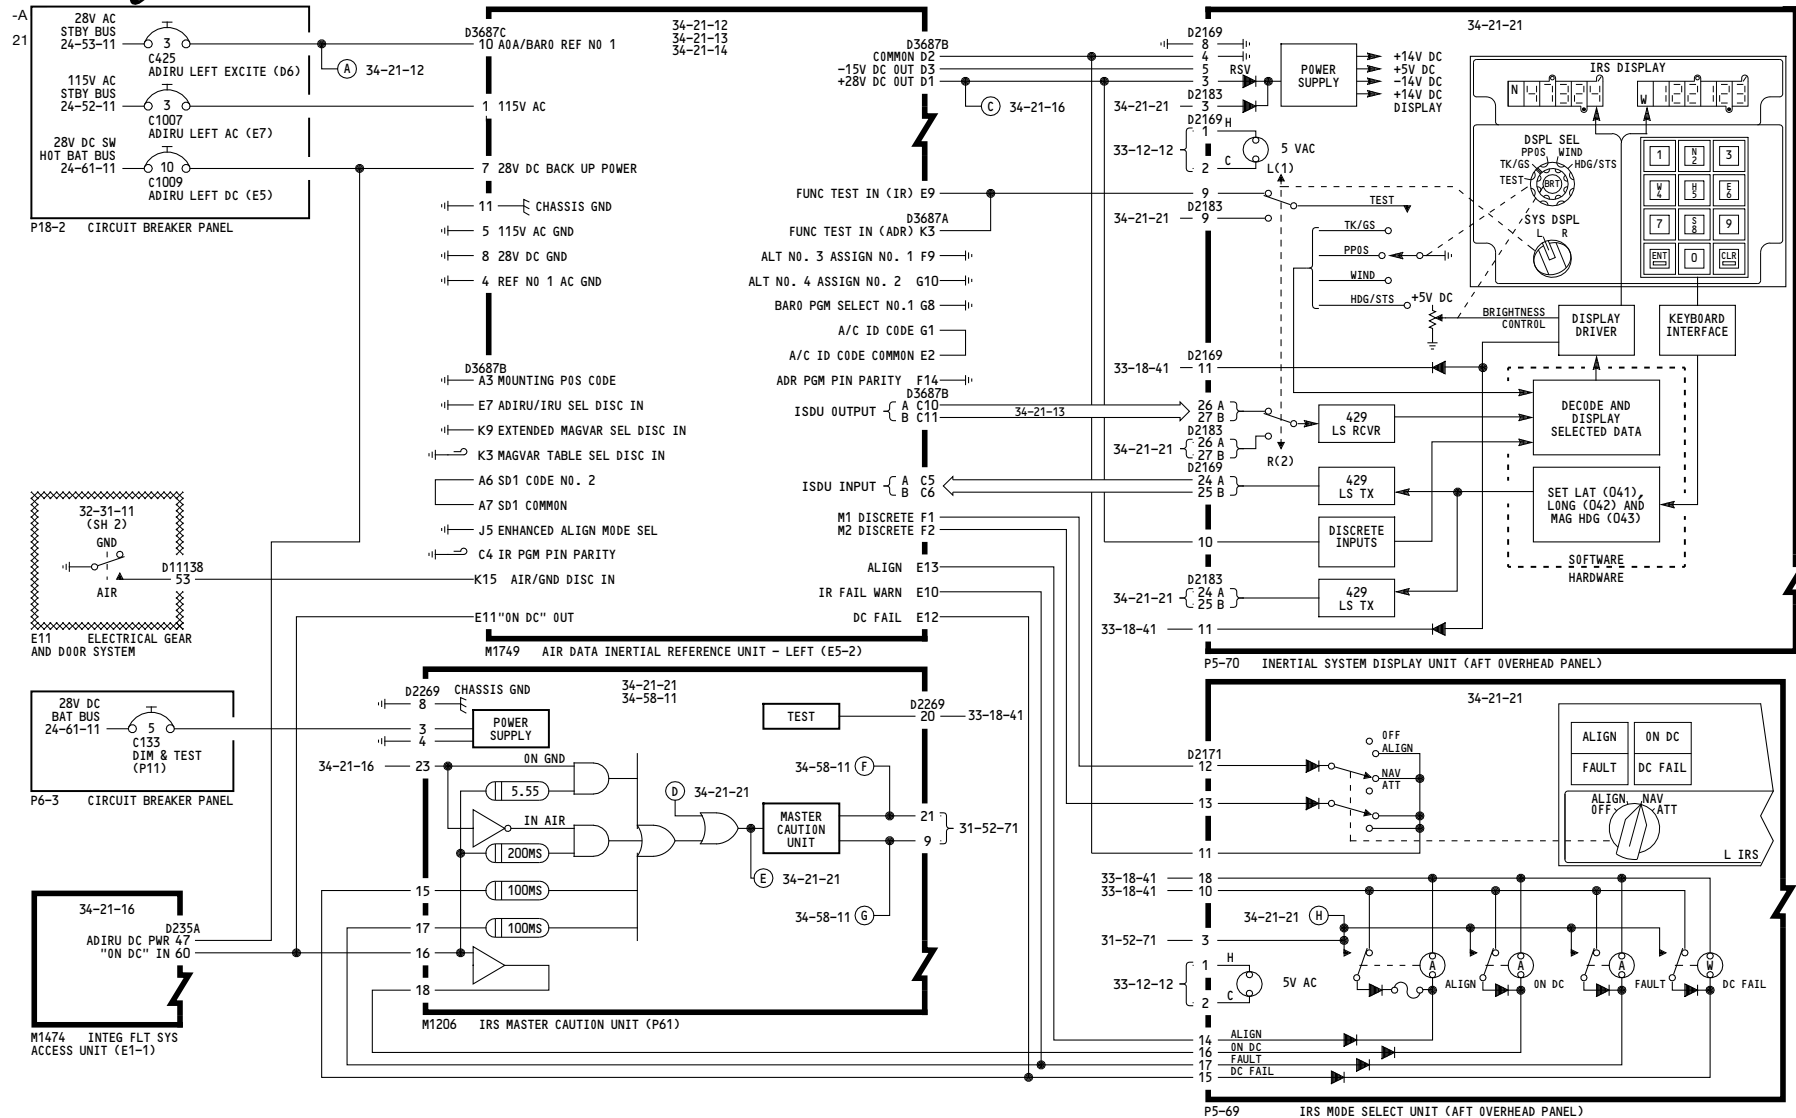 -A
21
28V AC
STBY BUS
24-53-11
3
C425
ADIRU LEFT EXCITE (D6)
A 34-21-12
115V AC
STBY BUS
24-52-11
3
C1007
ADIRU LEFT AC (E7)
28V DC SW
HOT BAT BUS
24-61-11
10
C1009
ADIRU LEFT DC (E5)
P18-2 CIRCUIT BREAKER PANEL
32-31-11
(SH 2)
GND
AIR
D11138
53
E11 ELECTRICAL GEAR
AND DOOR SYSTEM
28V DC
BAT BUS
24-61-11
5
C133
DIM & TEST
(P11)
P6-3 CIRCUIT BREAKER PANEL
34-21-16
D235A
ADIRU DC PWR 47
"ON DC" IN 60
M1474 INTEG FLT SYS
ACCESS UNIT (E1-1)
34-21-12
34-21-13
34-21-14
D3687C
10 AOA/BARO REF NO 1
1 115V AC
7 28V DC BACK UP POWER
11 CHASSIS GND
5 115V AC GND
8 28V DC GND
4 REF NO 1 AC GND
D3687B
A3 MOUNTING POS CODE
E7 ADIRU/IRU SEL DISC IN
K9 EXTENDED MAGVAR SEL DISC IN
K3 MAGVAR TABLE SEL DISC IN
A6 SD1 CODE NO. 2
A7 SD1 COMMON
J5 ENHANCED ALIGN MODE SEL
C4 IR PGM PIN PARITY
K15 AIR/GND DISC IN
E11 "ON DC" OUT
D3687B
COMMON D2
-15V DC OUT D3
+28V DC OUT D1
C 34-21-16
FUNC TEST IN (IR) E9
D3687A
FUNC TEST IN (ADR) K3
ALT NO. 3 ASSIGN NO. 1 F9
ALT NO. 4 ASSIGN NO. 2 G10
BARO PGM SELECT NO.1 G8
A/C ID CODE G1
A/C ID CODE COMMON E2
ADR PGM PIN PARITY F14
D3687B
ISDU OUTPUT A C10
B C11
34-21-13
ISDU INPUT A C5
B C6
M1 DISCRETE F1
M2 DISCRETE F2
ALIGN E13
IR FAIL WARN E10
DC FAIL E12
M1749 AIR DATA INERTIAL REFERENCE UNIT - LEFT (E5-2)
34-21-21
34-58-11
D2269 CHASSIS GND
8
3
4
POWER
SUPPLY
TEST
D2269
20
33-18-41
34-21-16
23
ON GND
5.55
IN AIR
200MS
15
100MS
17
100MS
16
18
D 34-21-21
34-58-11 F
MASTER
CAUTION
UNIT
21
9
31-52-71
E 34-21-21
34-58-11 G
M1206 IRS MASTER CAUTION UNIT (P61)
34-21-21
D2169
8
4
5
3
RSV
D2183
34-21-21 3
POWER
SUPPLY
+14V DC
+5V DC
-14V DC
+14V DC
DISPLAY
D2169
1 H
33-12-12
2 C
5 VAC
L(1)
9
D2183
34-21-21 9
TEST
TK/GS
PPOS
WIND
HDG/STS
+5V DC
BRIGHTNESS
CONTROL
IRS DISPLAY
N 47324
W 122123
DSPL SEL
PPOS WIND
TK/GS HDG/STS
TEST
BRT
SYS DSPL
L R
1 N2 3
W4 H5 E6
7 S8 9
ENT 0 CLR
DISPLAY
DRIVER
KEYBOARD
INTERFACE
D2169
33-18-41 11
26 A
27 B
D2183
34-21-21 26 A
27 B
R(2)
429
LS RCVR
DECODE AND
DISPLAY
SELECTED DATA
D2169
24 A
25 B
429
LS TX
SET LAT (041),
LONG (042) AND
MAG HDG (043)
10
DISCRETE
INPUTS
SOFTWARE
HARDWARE
D2183
34-21-21 24 A
25 B
429
LS TX
33-18-41 11
P5-70 INERTIAL SYSTEM DISPLAY UNIT (AFT OVERHEAD PANEL)
34-21-21
D2171
12
13
11
OFF
ALIGN
NAV
ATT
ALIGN ON DC
FAULT DC FAIL
ALIGN NAV
OFF ATT
L IRS
33-18-41 18
33-18-41 10
34-21-21 H
31-52-71 3
1 H
33-12-12
2 C
5V AC
A ALIGN
A ON DC
A FAULT
W DC FAIL
14 ALIGN
16 ON DC
17 FAULT
15 DC FAIL
P5-69 IRS MODE SELECT UNIT (AFT OVERHEAD PANEL)